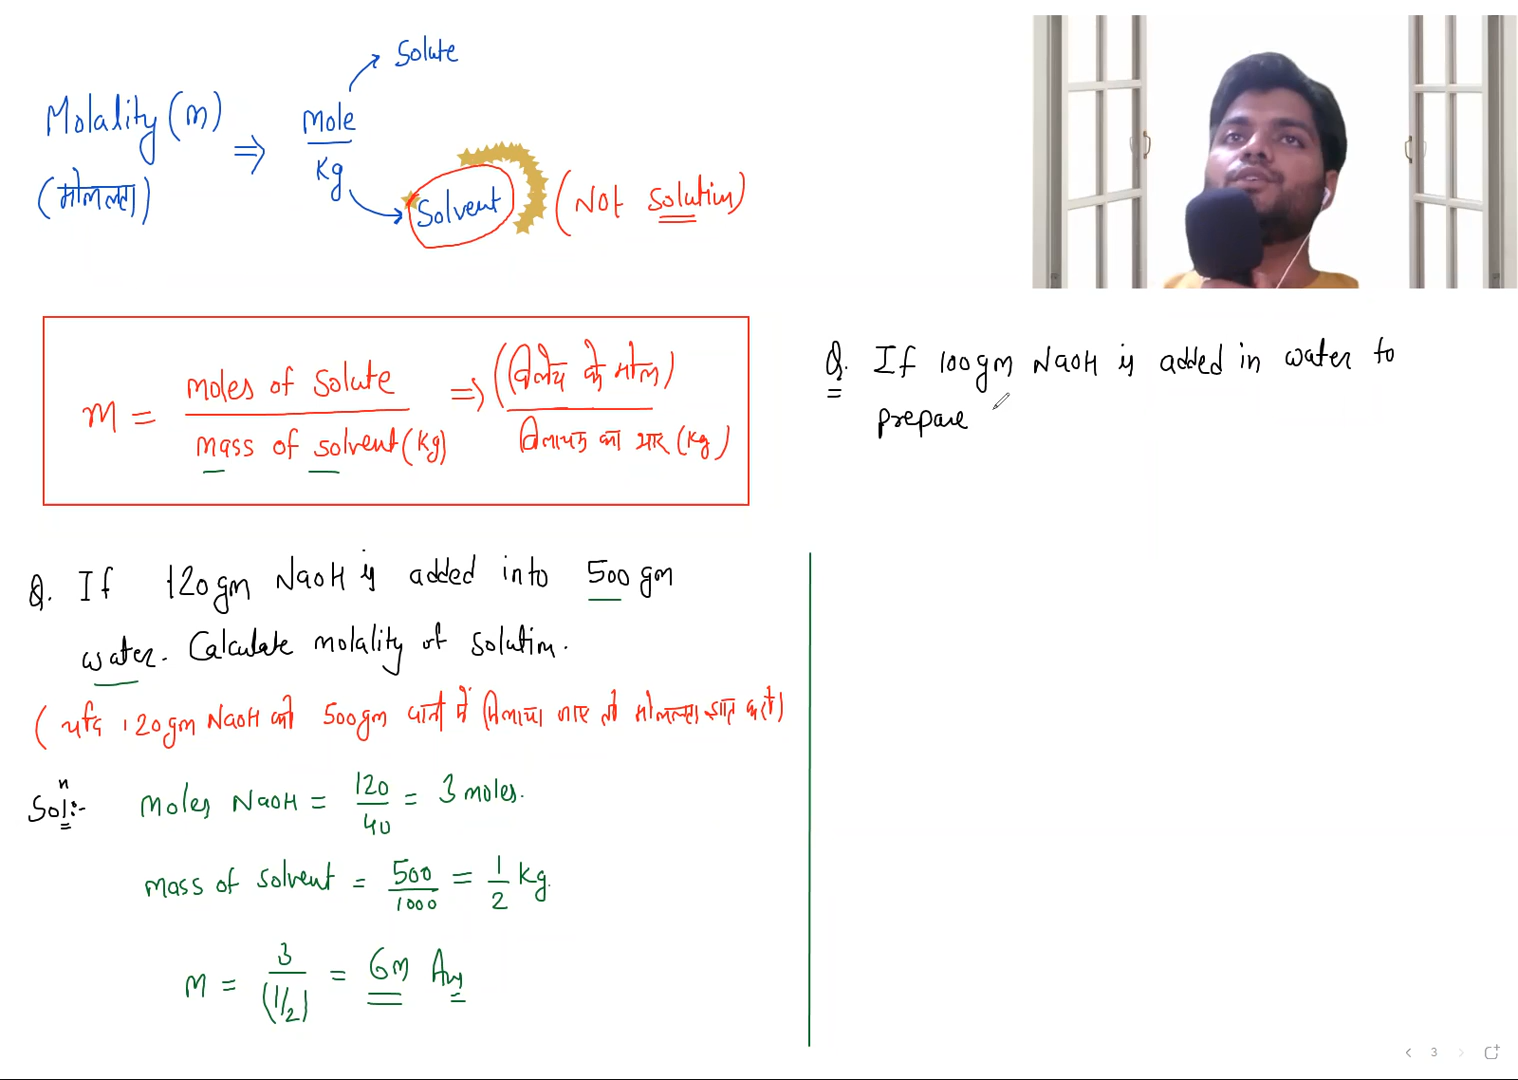 Solute
Molality (m) ⇒ Mole
(मोललता) Kg
Solvent (Not Solution)
m = moles of solute / mass of solvent (Kg) ⇒ (विलेय के मोल) / विलायक का भार (Kg)
Q. If 120gm NaOH is added into 500 gm
water. Calculate molality of solution.
(यदि 120gm NaOH को 500gm पानी में मिलाया जाए तो मोललता ज्ञात करो)
Solⁿ:- moles NaOH = 120/40 = 3 moles.
mass of solvent = 500/1000 = 1/2 Kg.
m = 3/(1/2) = 6m Ans
Q. If 100gm NaOH is added in water to
prepare
3